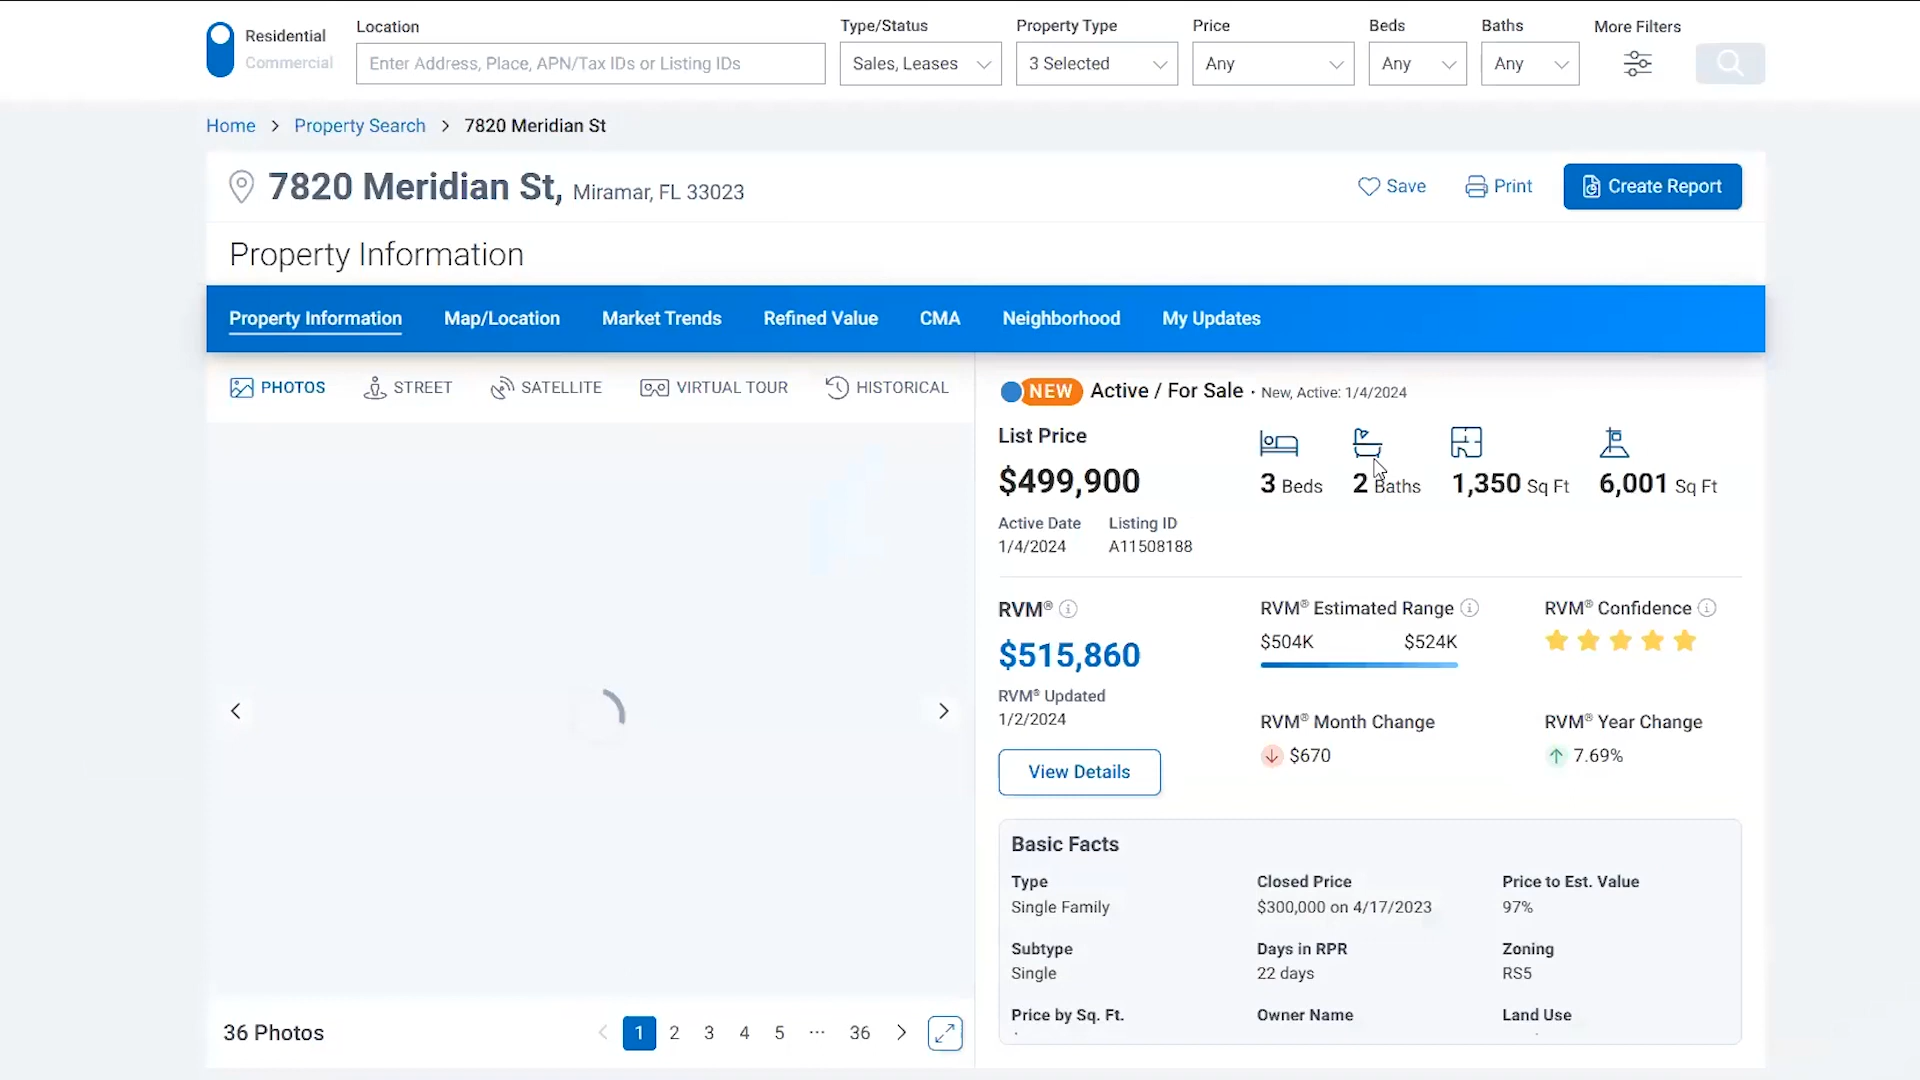 Residential
Commercial
Location
Enter Address, Place, APN/Tax IDs or Listing IDs
Type/Status
Sales, Leases
Property Type
3 Selected
Price
Any
Beds
Any
Baths
Any
More Filters
Home > Property Search > 7820 Meridian St
7820 Meridian St, Miramar, FL 33023
Save
Print
Create Report
Property Information
Property Information Map/Location Market Trends Refined Value CMA Neighborhood My Updates
PHOTOS STREET SATELLITE VIRTUAL TOUR HISTORICAL
NEW Active / For Sale · New, Active: 1/4/2024
List Price
$499,900
3 Beds 2 Baths 1,350 Sq Ft 6,001 Sq Ft
Active Date Listing ID
1/4/2024 A11508188
RVM®
$515,860
RVM® Updated
1/2/2024
View Details
RVM® Estimated Range
$504K $524K
RVM® Confidence
RVM® Month Change
$670
RVM® Year Change
7.69%
Basic Facts
Type Closed Price Price to Est. Value
Single Family $300,000 on 4/17/2023 97%
Subtype Days in RPR Zoning
Single 22 days RS5
Price by Sq. Ft. Owner Name Land Use
36 Photos
1 2 3 4 5 ··· 36